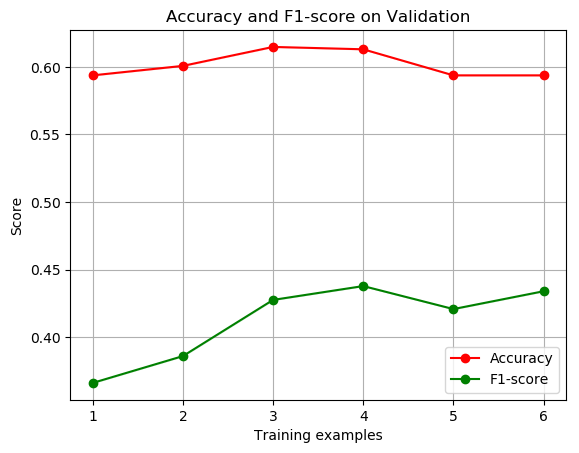 Accuracy and F1-score on Validation
0.60
0.55
0.50
0.45
0.40
Score
1 2 3 4 5 6
Training examples
Accuracy
F1-score